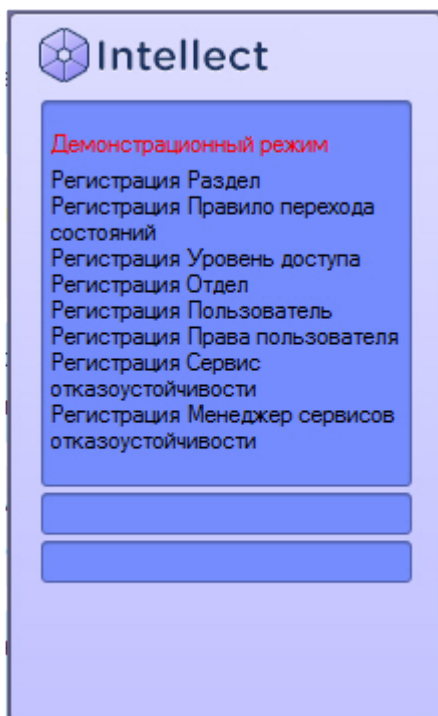 Intellect
Демонстрационный режим
Регистрация Раздел
Регистрация Правило перехода
состояний
Регистрация Уровень доступа
Регистрация Отдел
Регистрация Пользователь
Регистрация Права пользователя
Регистрация Сервис
отказоустойчивости
Регистрация Менеджер сервисов
отказоустойчивости